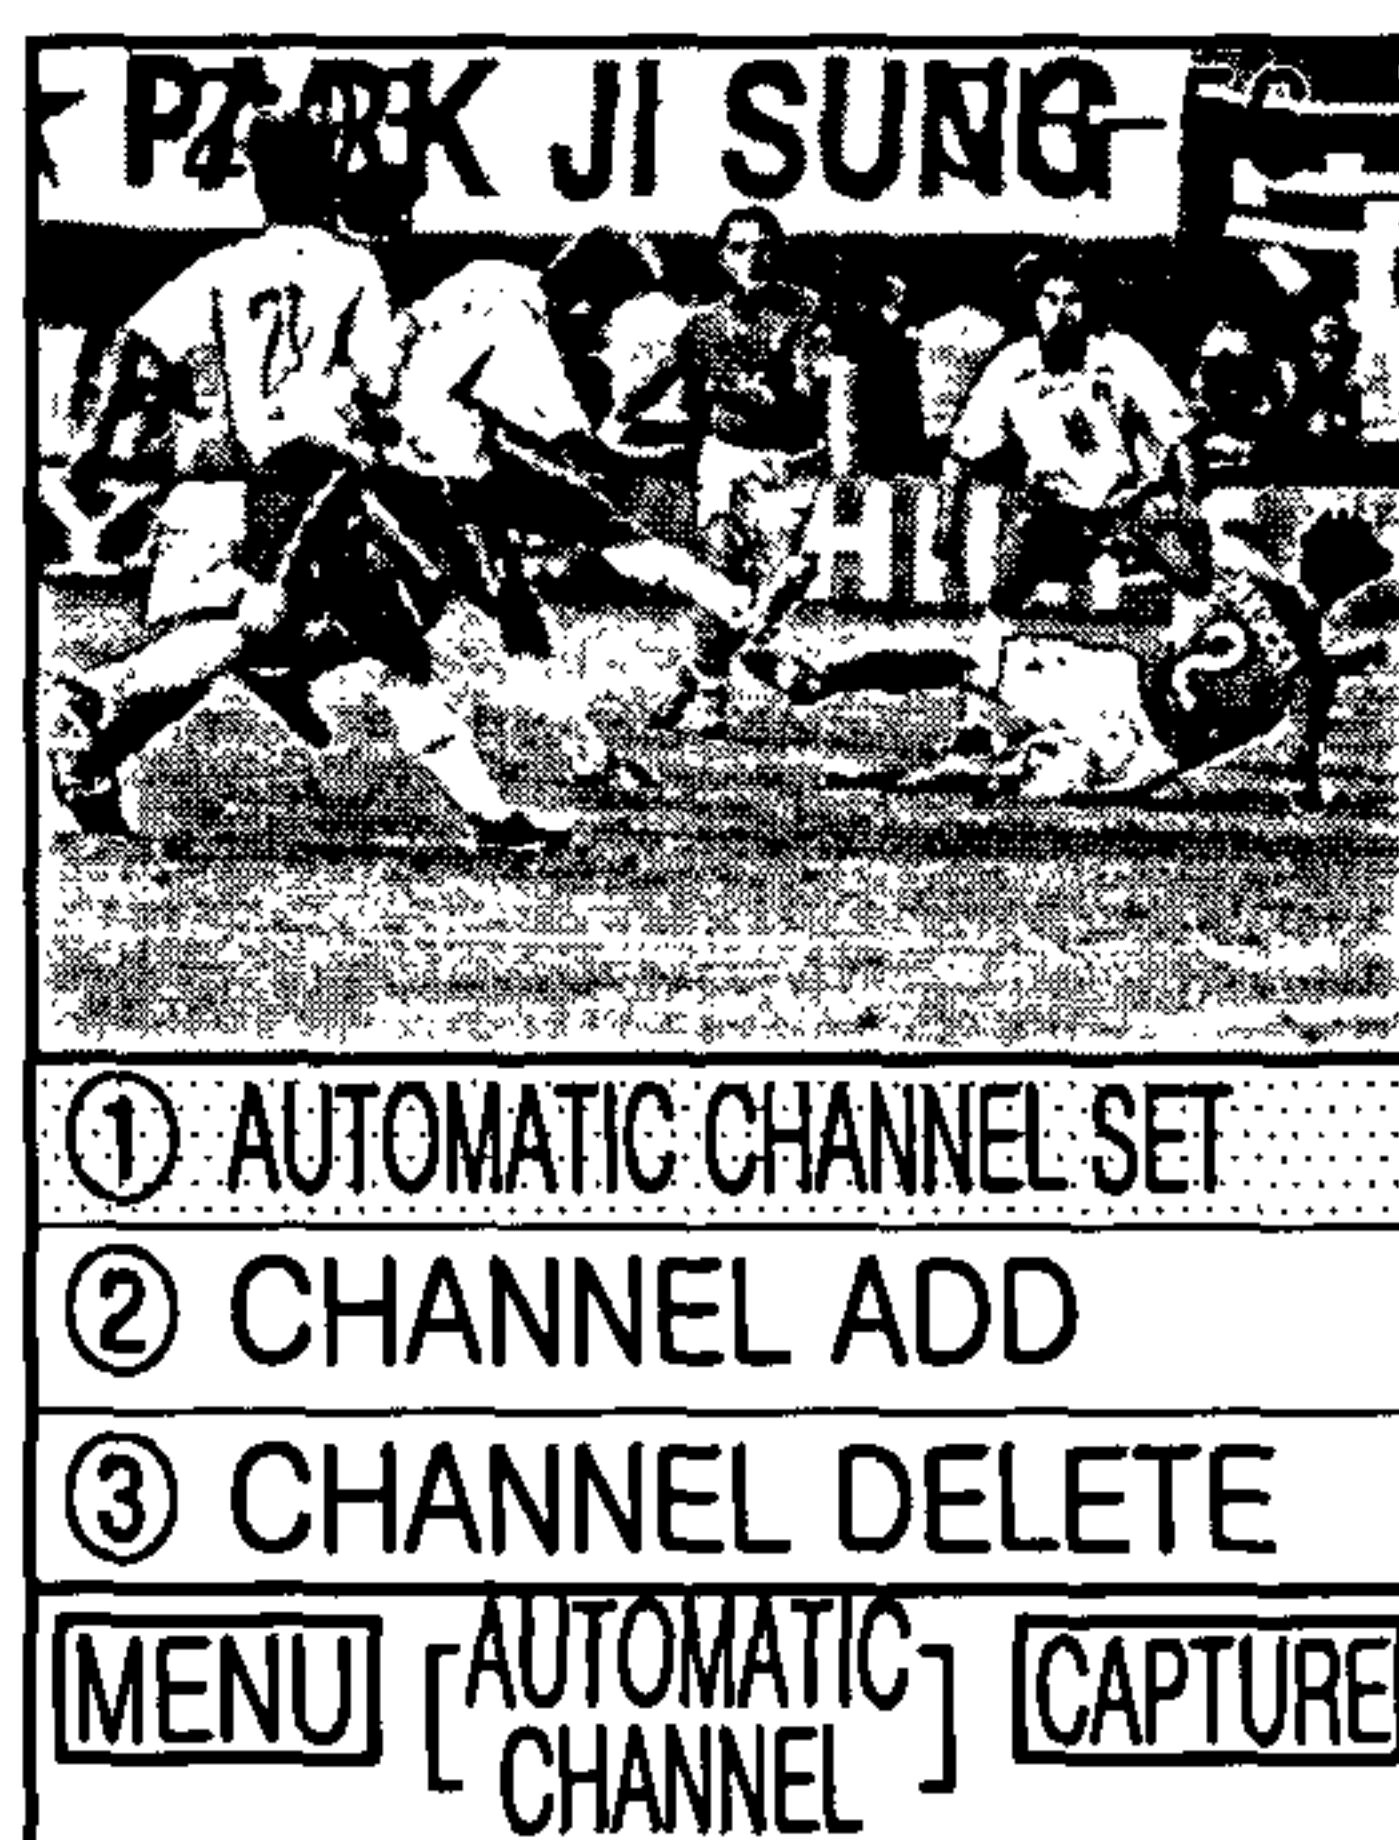 PARK JI SUNG
① AUTOMATIC CHANNEL SET
② CHANNEL ADD
③ CHANNEL DELETE
MENU [AUTOMATIC CHANNEL] CAPTURE